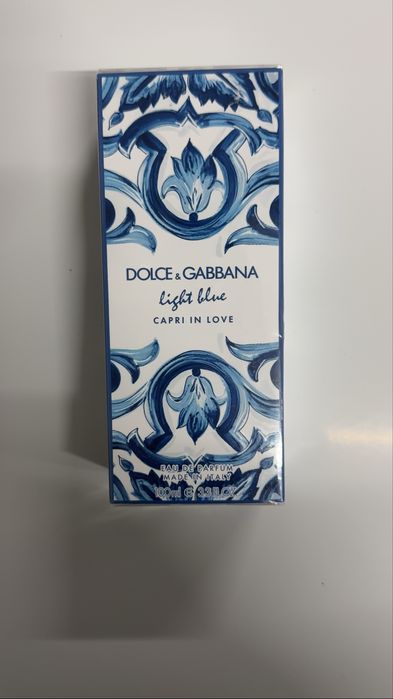 DOLCE & GABBANA
light blue
CAPRI IN LOVE
EAU DE PARFUM
MADE IN ITALY
100ml ℮ 3.3 fl.oz.